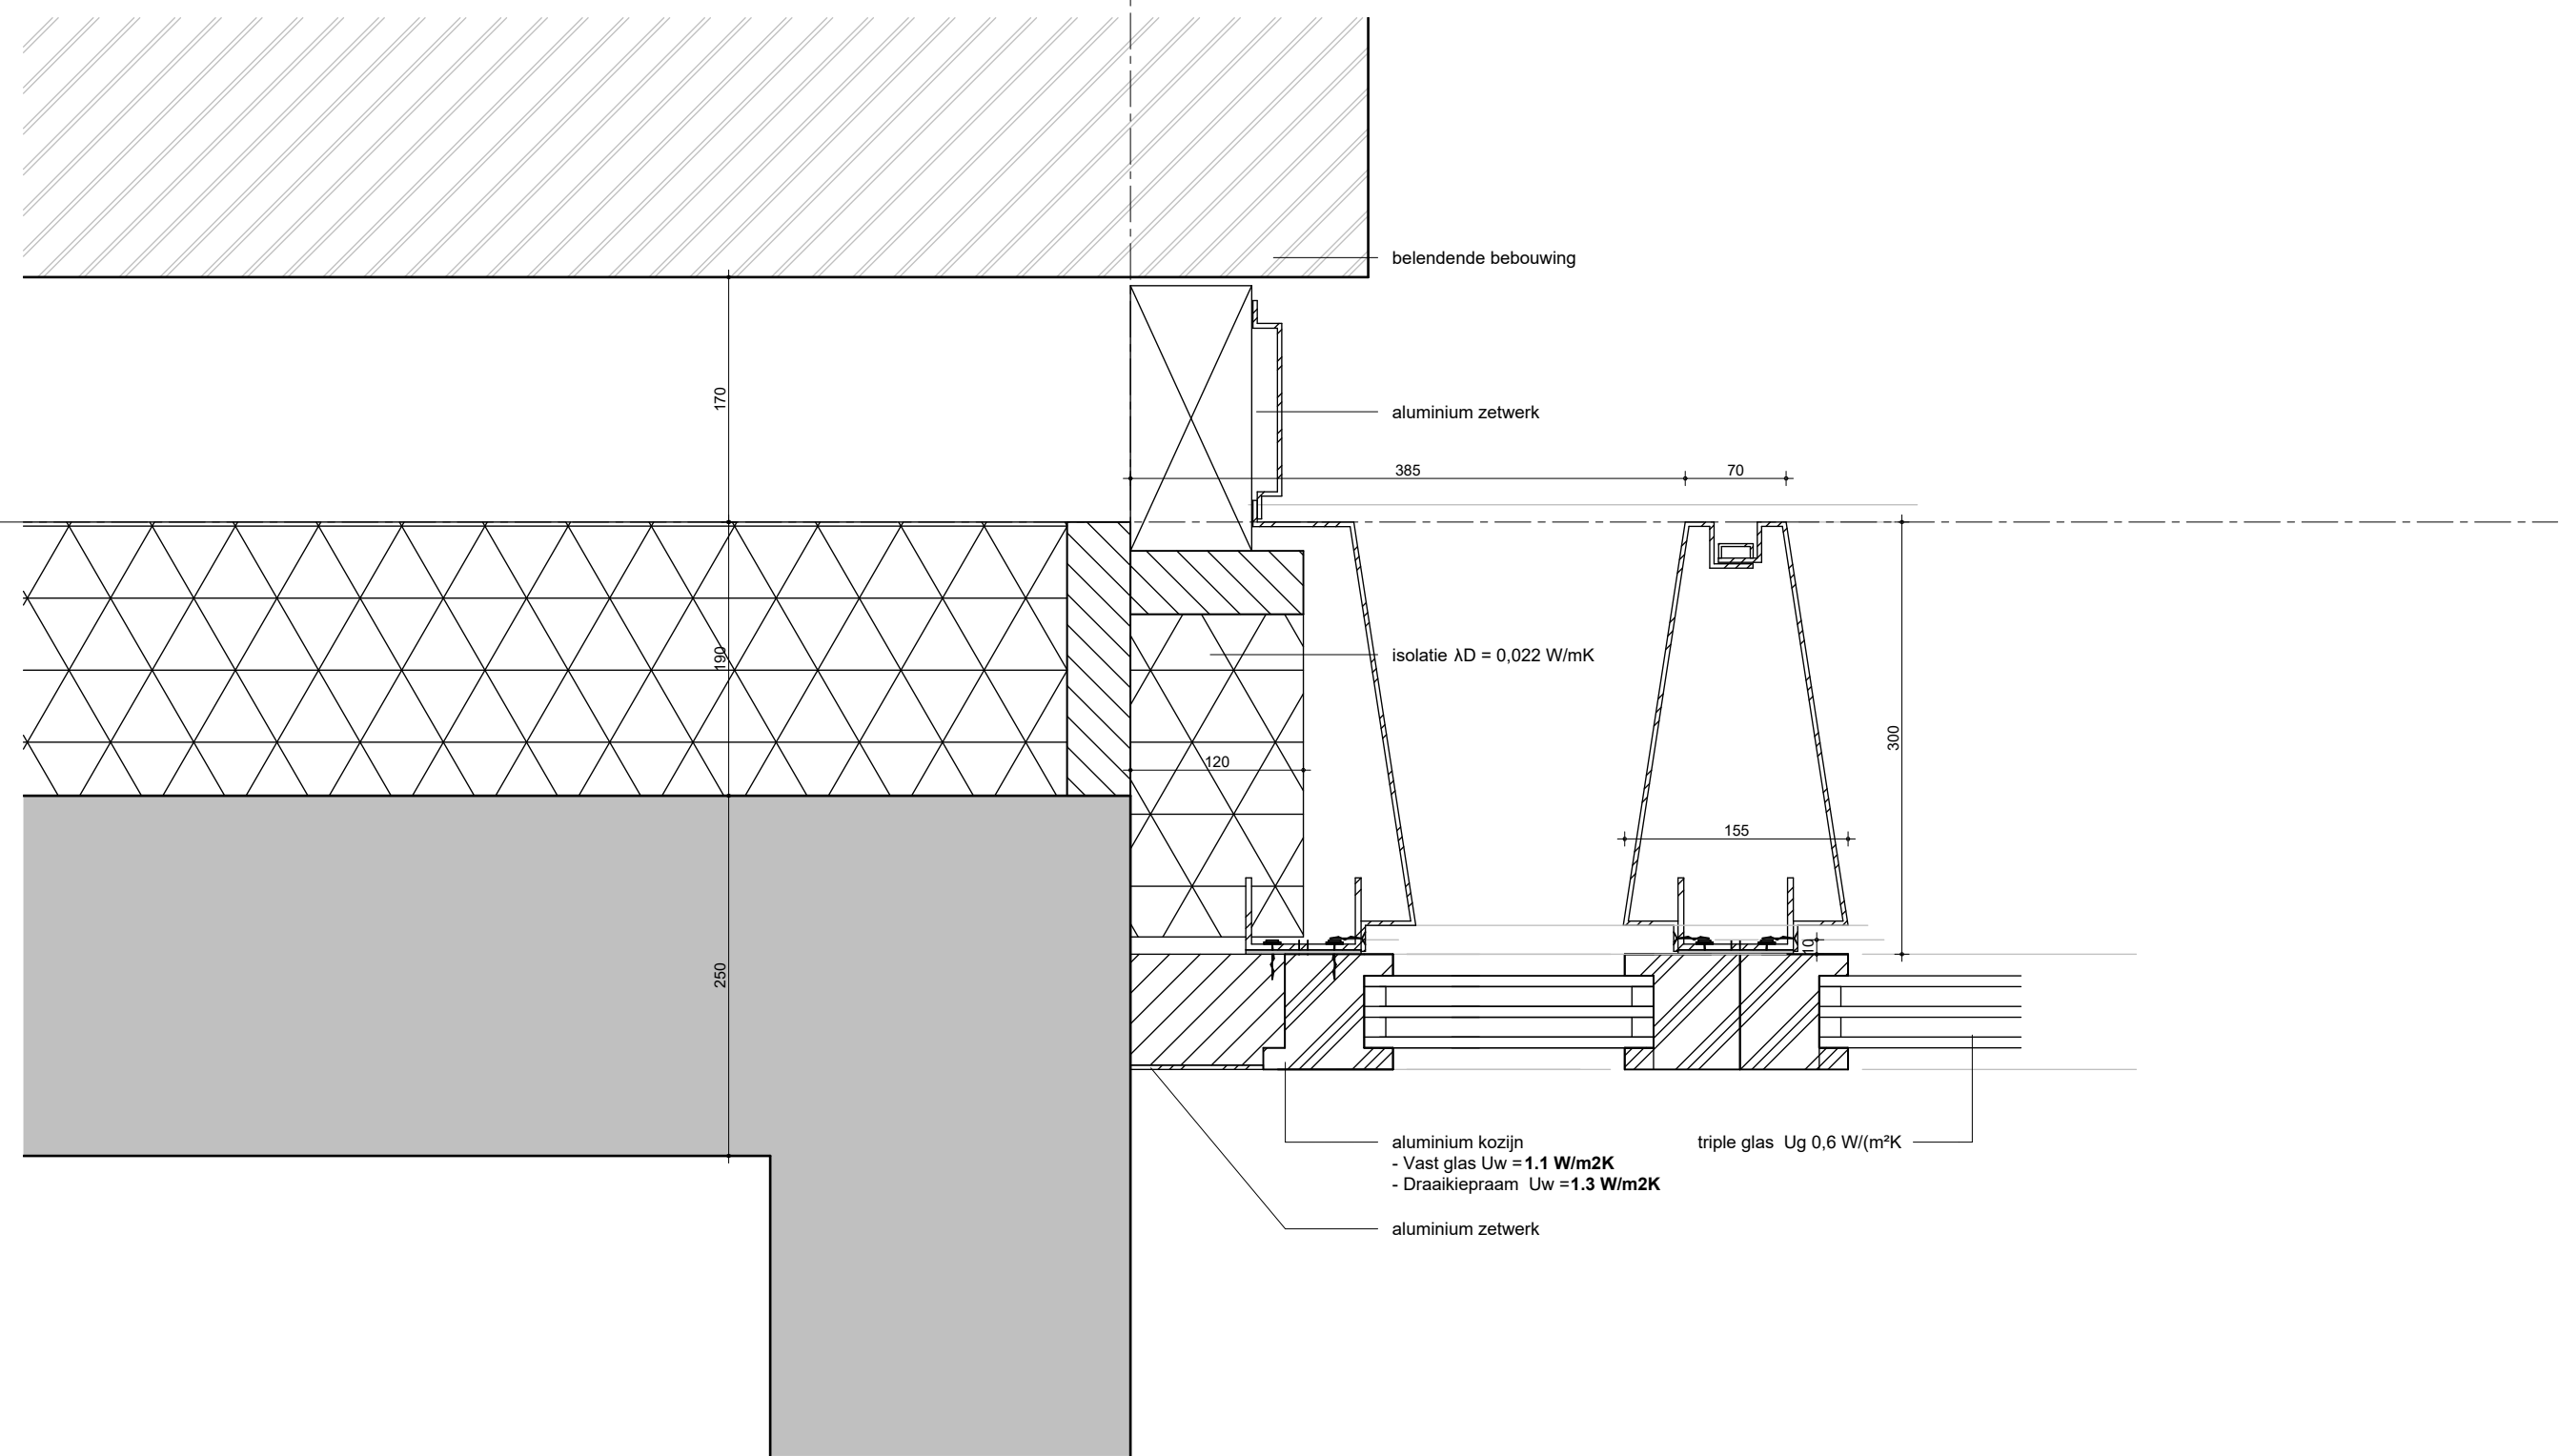 belendende bebouwing
170
aluminium zetwerk
385
70
190
isolatie λD = 0,022 W/mK
300
120
155
10
250
aluminium kozijn
- Vast glas Uw =1.1 W/m2K
- Draaikiepraam  Uw =1.3 W/m2K
triple glas  Ug 0,6 W/(m²K
aluminium zetwerk